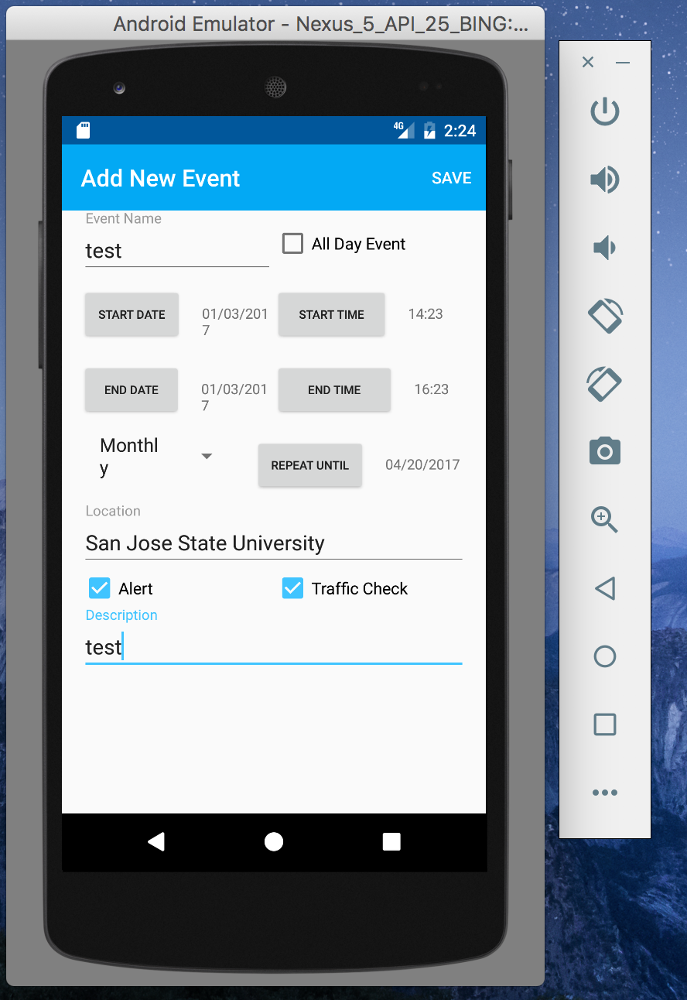 Android Emulator - Nexus_5_API_25_BING:...
4G 2:24
Add New Event SAVE
Event Name
test
All Day Event
START DATE 01/03/201
7
START TIME 14:23
END DATE 01/03/201
7
END TIME 16:23
Monthl
y
REPEAT UNTIL 04/20/2017
Location
San Jose State University
Alert Traffic Check
Description
test